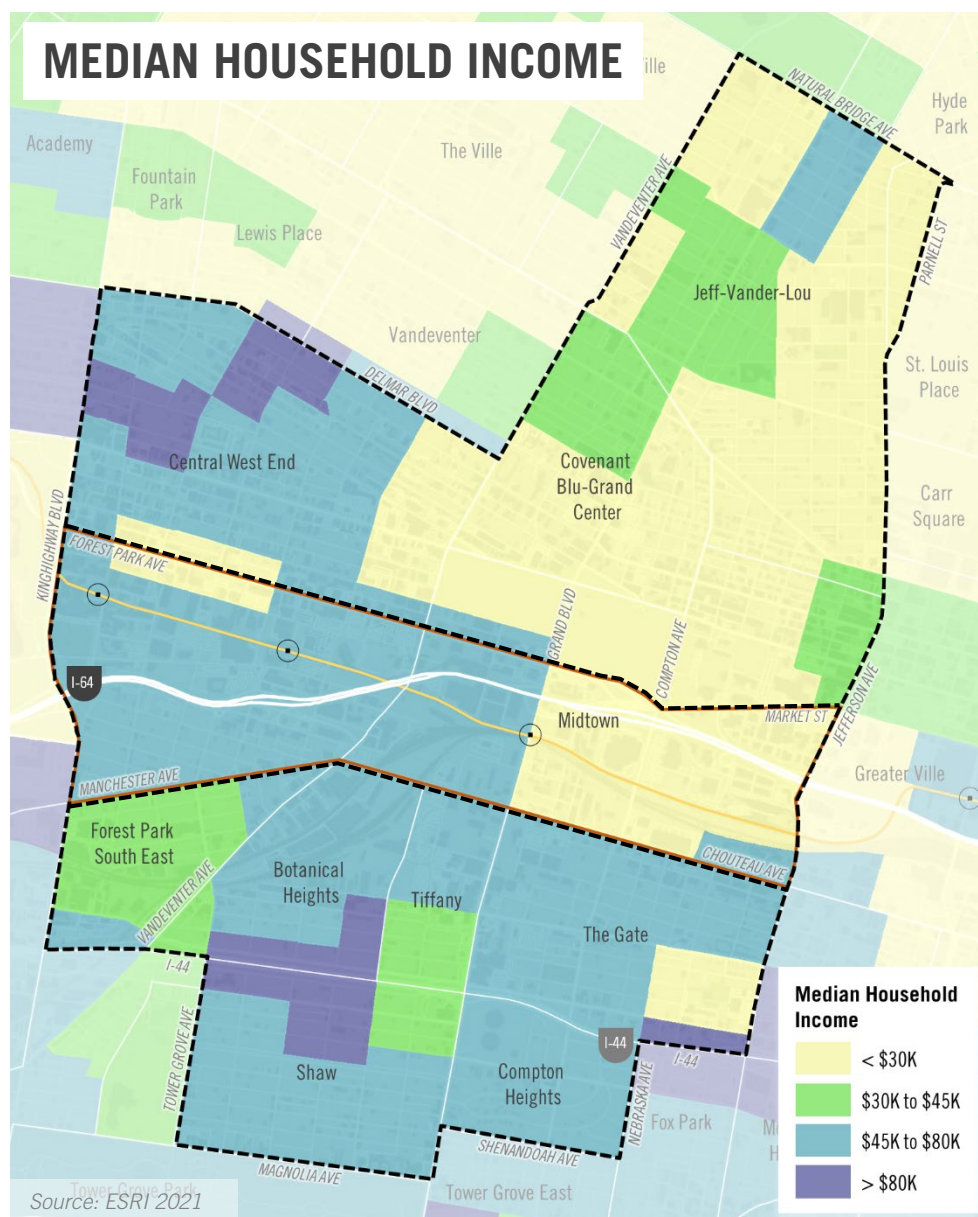 MEDIAN HOUSEHOLD INCOME
ille
NATURAL BRIDGE AVE
Hyde
Park
Academy
The Ville
Fountain
Park
VANDEVENTER AVE
Lewis Place
PARNELL ST
Jeff-Vander-Lou
Vandeventer
St. Louis
Place
DELMAR BLVD
Central West End
Covenant
Blu-Grand
Center
Carr
Square
KINGHIGHWAY BLVD
FOREST PARK AVE
GRAND BLVD
COMPTON AVE
I-64
Midtown
MARKET ST
JEFFERSON AVE
MANCHESTER AVE
Greater Ville
Forest Park
South East
CHOUTEAU AVE
Botanical
Heights
Tiffany
VANDEVENTER AVE
The Gate
I-44
Median Household
Income
< $30K
$30K to $45K
$45K to $80K
> $80K
I-44
I-44
TOWER GROVE AVE
Shaw
Compton
Heights
NEBRASKA AVE
Fox Park
M
H
SHENANDOAH AVE
MAGNOLIA AVE
Tower Grove Park
Tower Grove East
Source: ESRI 2021